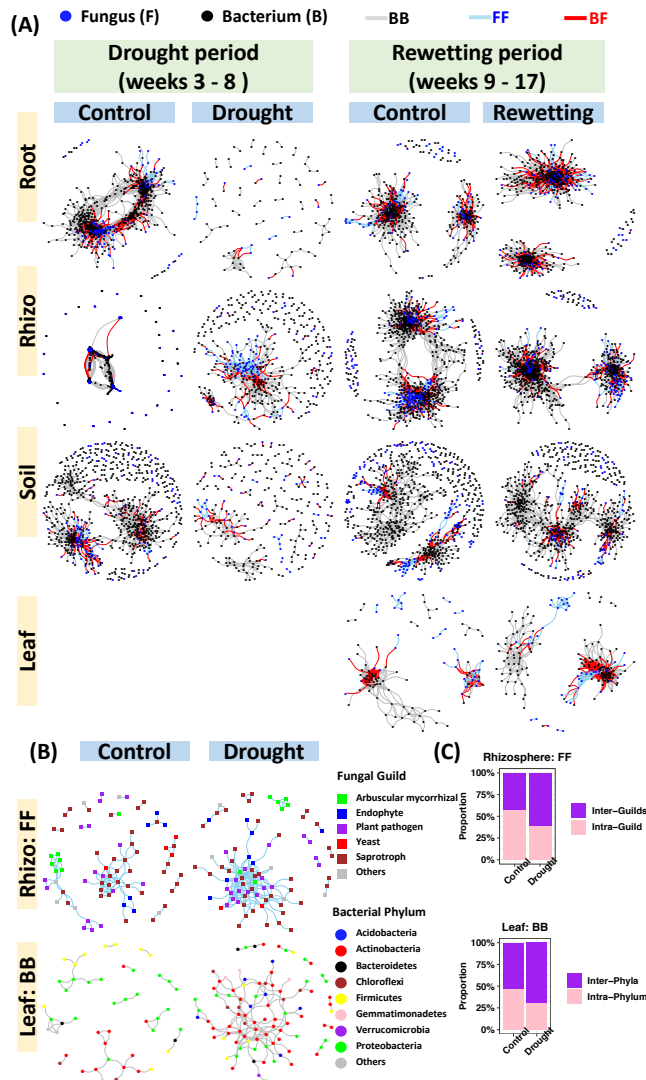 (A)
Fungus (F) Bacterium (B) BB FF BF
Drought period
(weeks 3 - 8 )
Rewetting period
(weeks 9 - 17)
Control Drought Control Rewetting
Root
Rhizo
Soil
Leaf
(B)
Control Drought
Rhizo: FF
Leaf: BB
Fungal Guild
Arbuscular mycorrhizal
Endophyte
Plant pathogen
Yeast
Saprotroph
Others
Bacterial Phylum
Acidobacteria
Actinobacteria
Bacteroidetes
Chloroflexi
Firmicutes
Gemmatimonadetes
Verrucomicrobia
Proteobacteria
Others
(C)
Rhizosphere: FF
Proportion
100%
75%
50%
25%
0%
Control
Drought
Inter-Guilds
Intra-Guild
Leaf: BB
Proportion
100%
75%
50%
25%
0%
Control
Drought
Inter-Phyla
Intra-Phylum